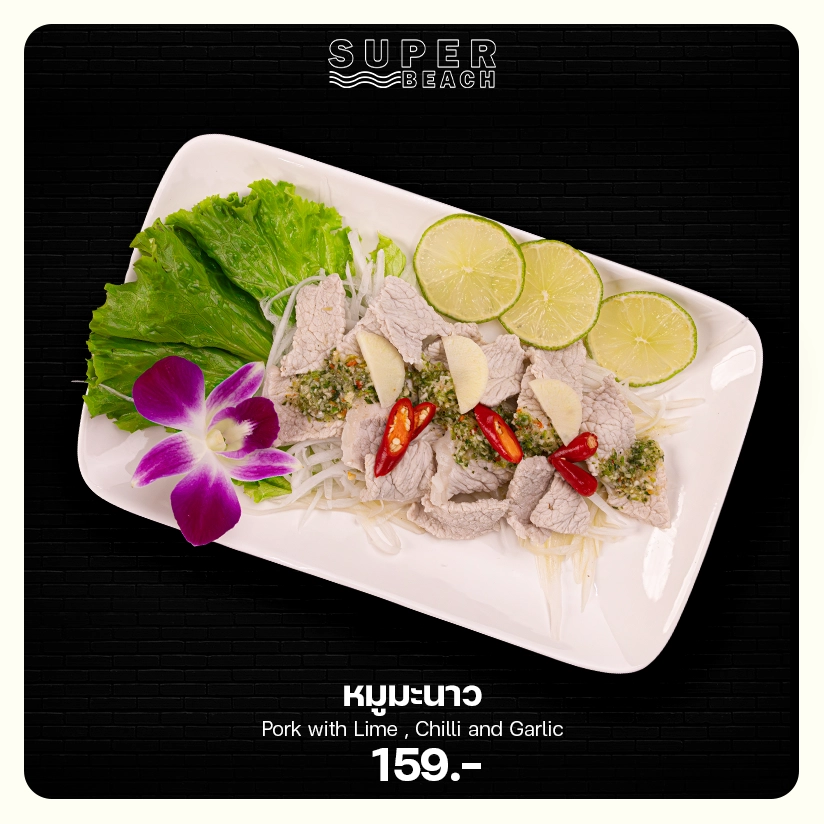 SUPER
BEACH
หมูมะนาว
Pork with Lime , Chilli and Garlic
159.-